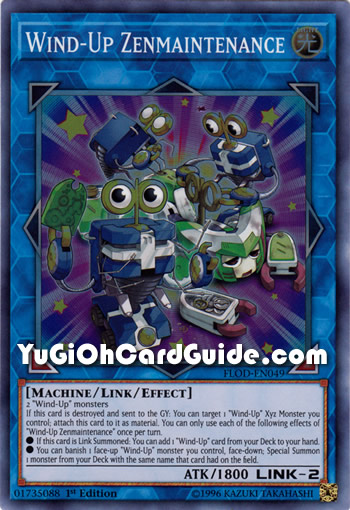 WIND-UP ZENMAINTENANCE
光
YuGiOhCardGuide.com
FLOD-EN049
[MACHINE/LINK/EFFECT]
2 "Wind-Up" monsters
If this card is destroyed and sent to the GY: You can target 1 "Wind-Up" Xyz Monster you
control; attach this card to it as material. You can only use each of the following effects of
"Wind-Up Zenmaintenance" once per turn.
● If this card is Link Summoned: You can add 1 "Wind-Up" card from your Deck to your hand.
● You can banish 1 face-up "Wind-Up" monster you control, face-down; Special Summon
1 monster from your Deck with the same name that card had on the field.
ATK/1800 LINK-2
01735088 1st Edition ©1996 KAZUKI TAKAHASHI